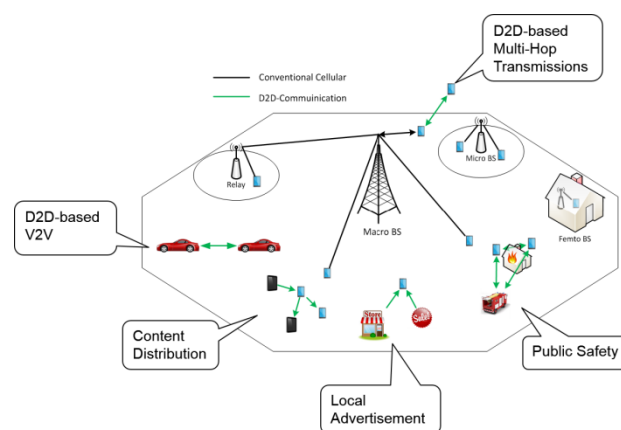 D2D-based
Multi-Hop
Transmissions
Conventional Cellular
D2D-Commuinication
Micro BS
Relay
Macro BS
Femto BS
D2D-based
V2V
Store
Sales
Content
Distribution
Public Safety
Local
Advertisement